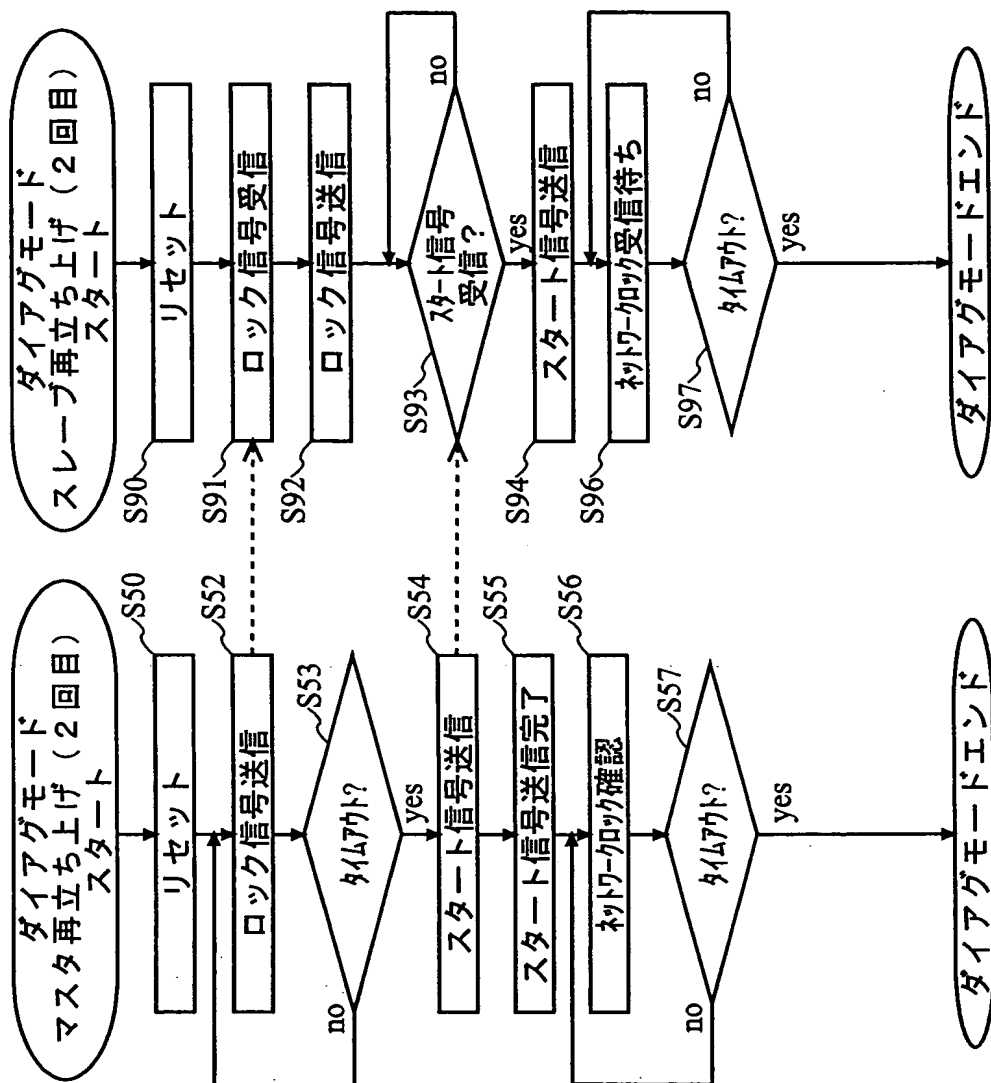 ダイアグモード
マスタ再立ち上げ(2回目)
スタート
リセット
S50
ロック信号送信
S52
タイムアウト?
S53
no
yes
スタート信号送信
S54
スタート信号送信完了
S55
ネットワークロック確認
S56
タイムアウト?
S57
no
yes
ダイアグモードエンド
ダイアグモード
スレーブ再立ち上げ(2回目)
スタート
S90
リセット
S91
ロック信号受信
S92
ロック信号送信
S93
スタート信号
受信?
no
yes
S94
スタート信号送信
S96
ネットワークロック受信待ち
S97
タイムアウト?
no
yes
ダイアグモードエンド